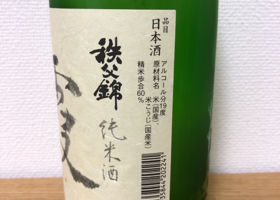 品目
日本酒
アルコール分19度
原材料名 米(国産)、
米こうじ(国産米)
精米歩合60%
秩父錦
純米酒